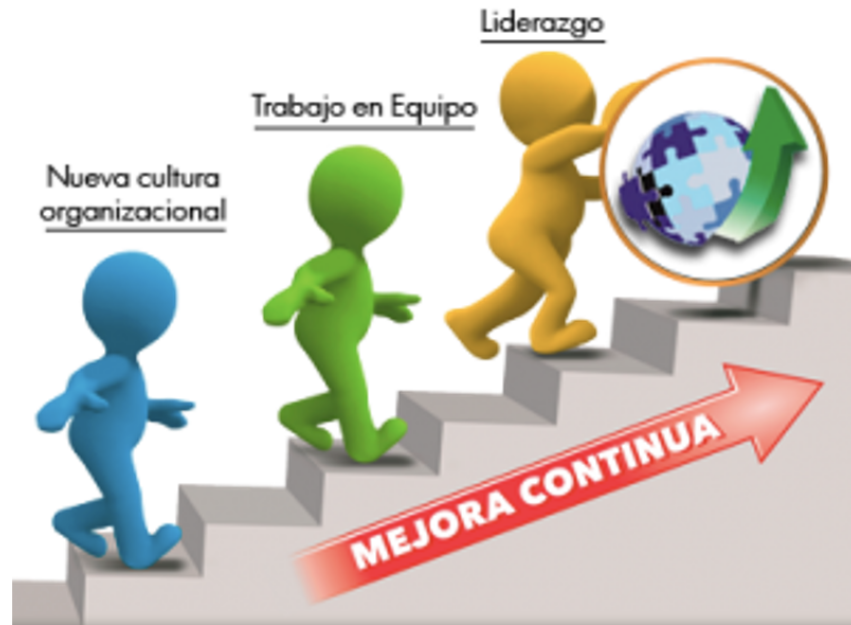 Liderazgo
Trabajo en Equipo
Nueva cultura
organizacional
MEJORA CONTINUA